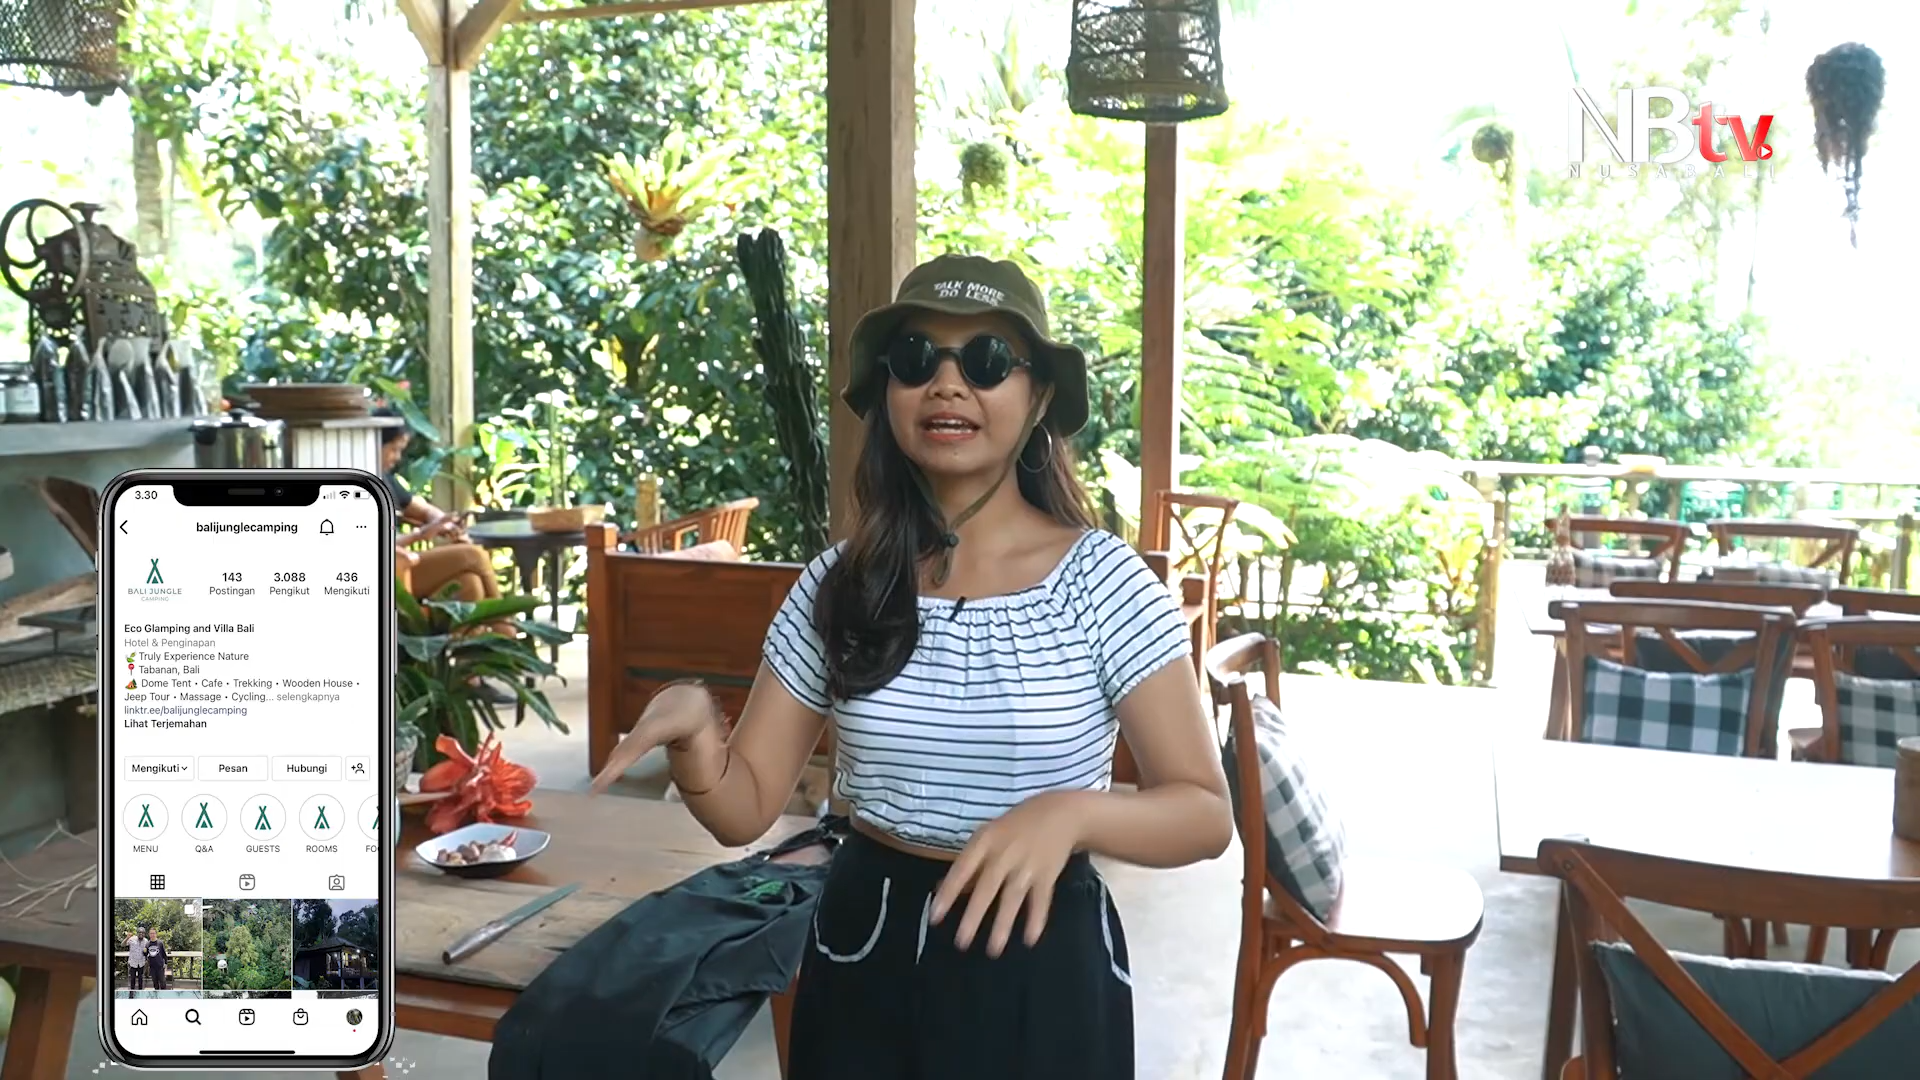 NBtv
NUSABALI
TALK MORE
DO LESS
3.30
balijunglecamping
143 3.088 436
Postingan Pengikut Mengikuti
BALI JUNGLE
CAMPING
Eco Glamping and Villa Bali
Hotel & Penginapan
Truly Experience Nature
Tabanan, Bali
Dome Tent • Cafe • Trekking • Wooden House •
Jeep Tour • Massage • Cycling... selengkapnya
linktr.ee/balijunglecamping
Lihat Terjemahan
Mengikuti Pesan Hubungi
MENU Q&A GUESTS ROOMS FO